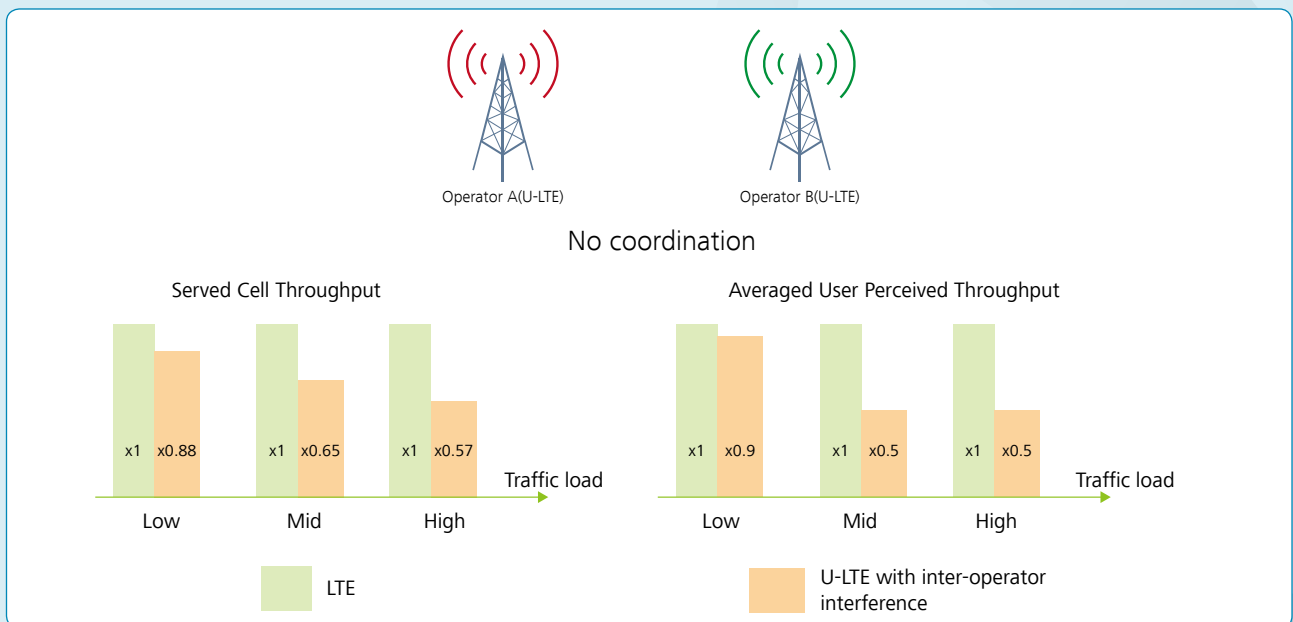 Operator A(U-LTE)
Operator B(U-LTE)
No coordination
Served Cell Throughput
x1 x0.88 x1 x0.65 x1 x0.57
Traffic load
Low Mid High
Averaged User Perceived Throughput
x1 x0.9 x1 x0.5 x1 x0.5
Traffic load
Low Mid High
LTE
U-LTE with inter-operator
interference